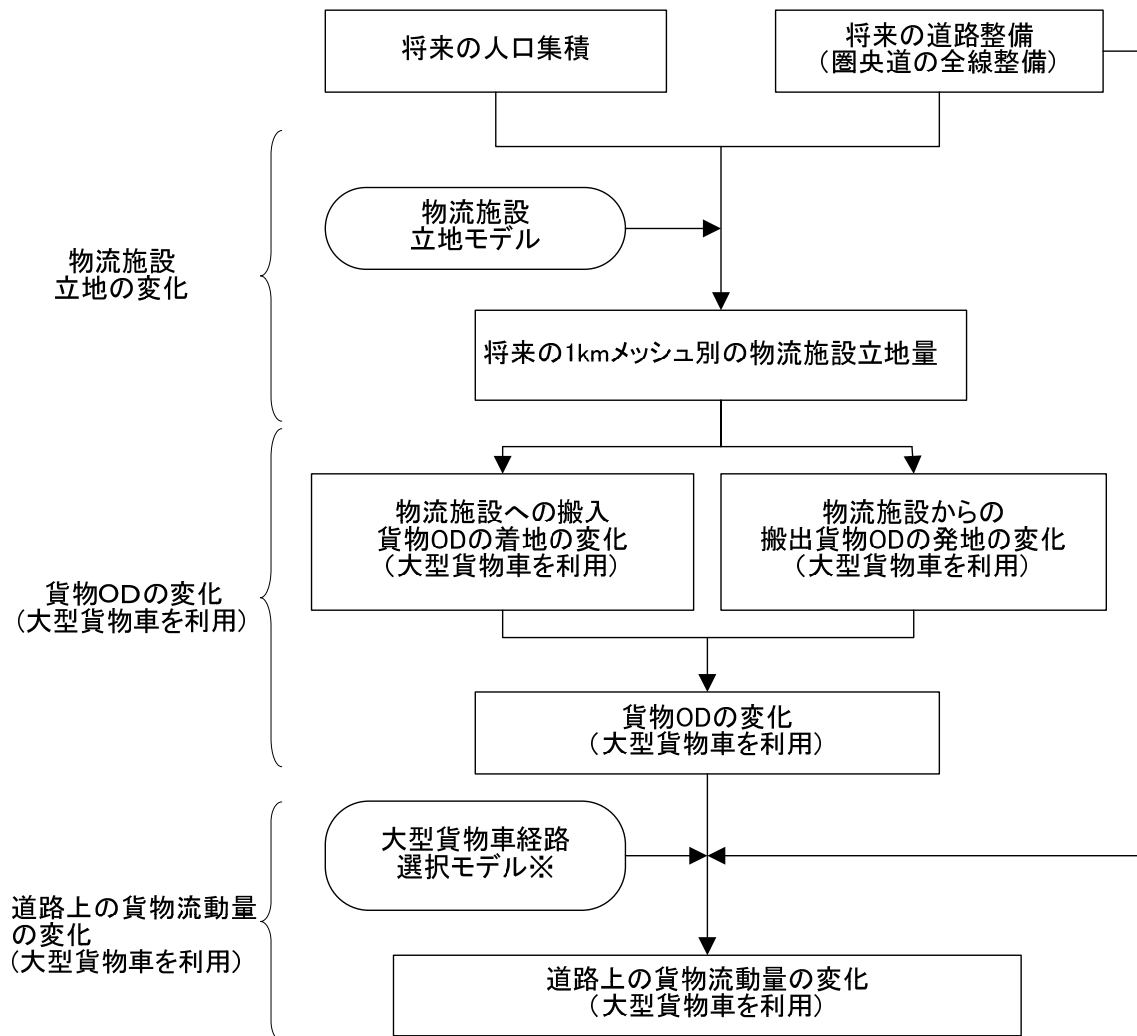 将来の人口集積
将来の道路整備
(圏央道の全線整備)
物流施設
立地モデル
物流施設
立地の変化
将来の1kmメッシュ別の物流施設立地量
物流施設への搬入
貨物ODの着地の変化
(大型貨物車を利用)
物流施設からの
搬出貨物ODの発地の変化
(大型貨物車を利用)
貨物ODの変化
(大型貨物車を利用)
貨物ODの変化
(大型貨物車を利用)
大型貨物車経路
選択モデル※
道路上の貨物流動量
の変化
(大型貨物車を利用)
道路上の貨物流動量の変化
(大型貨物車を利用)